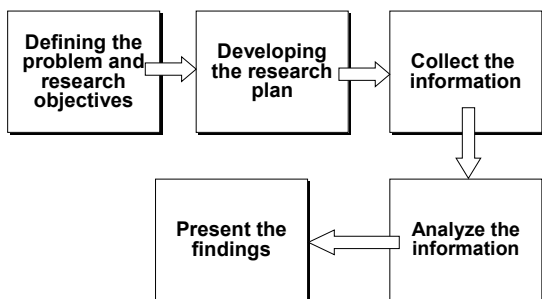 Defining the
problem and
research
objectives
Developing
the research
plan
Collect the
information
Analyze the
information
Present the
findings